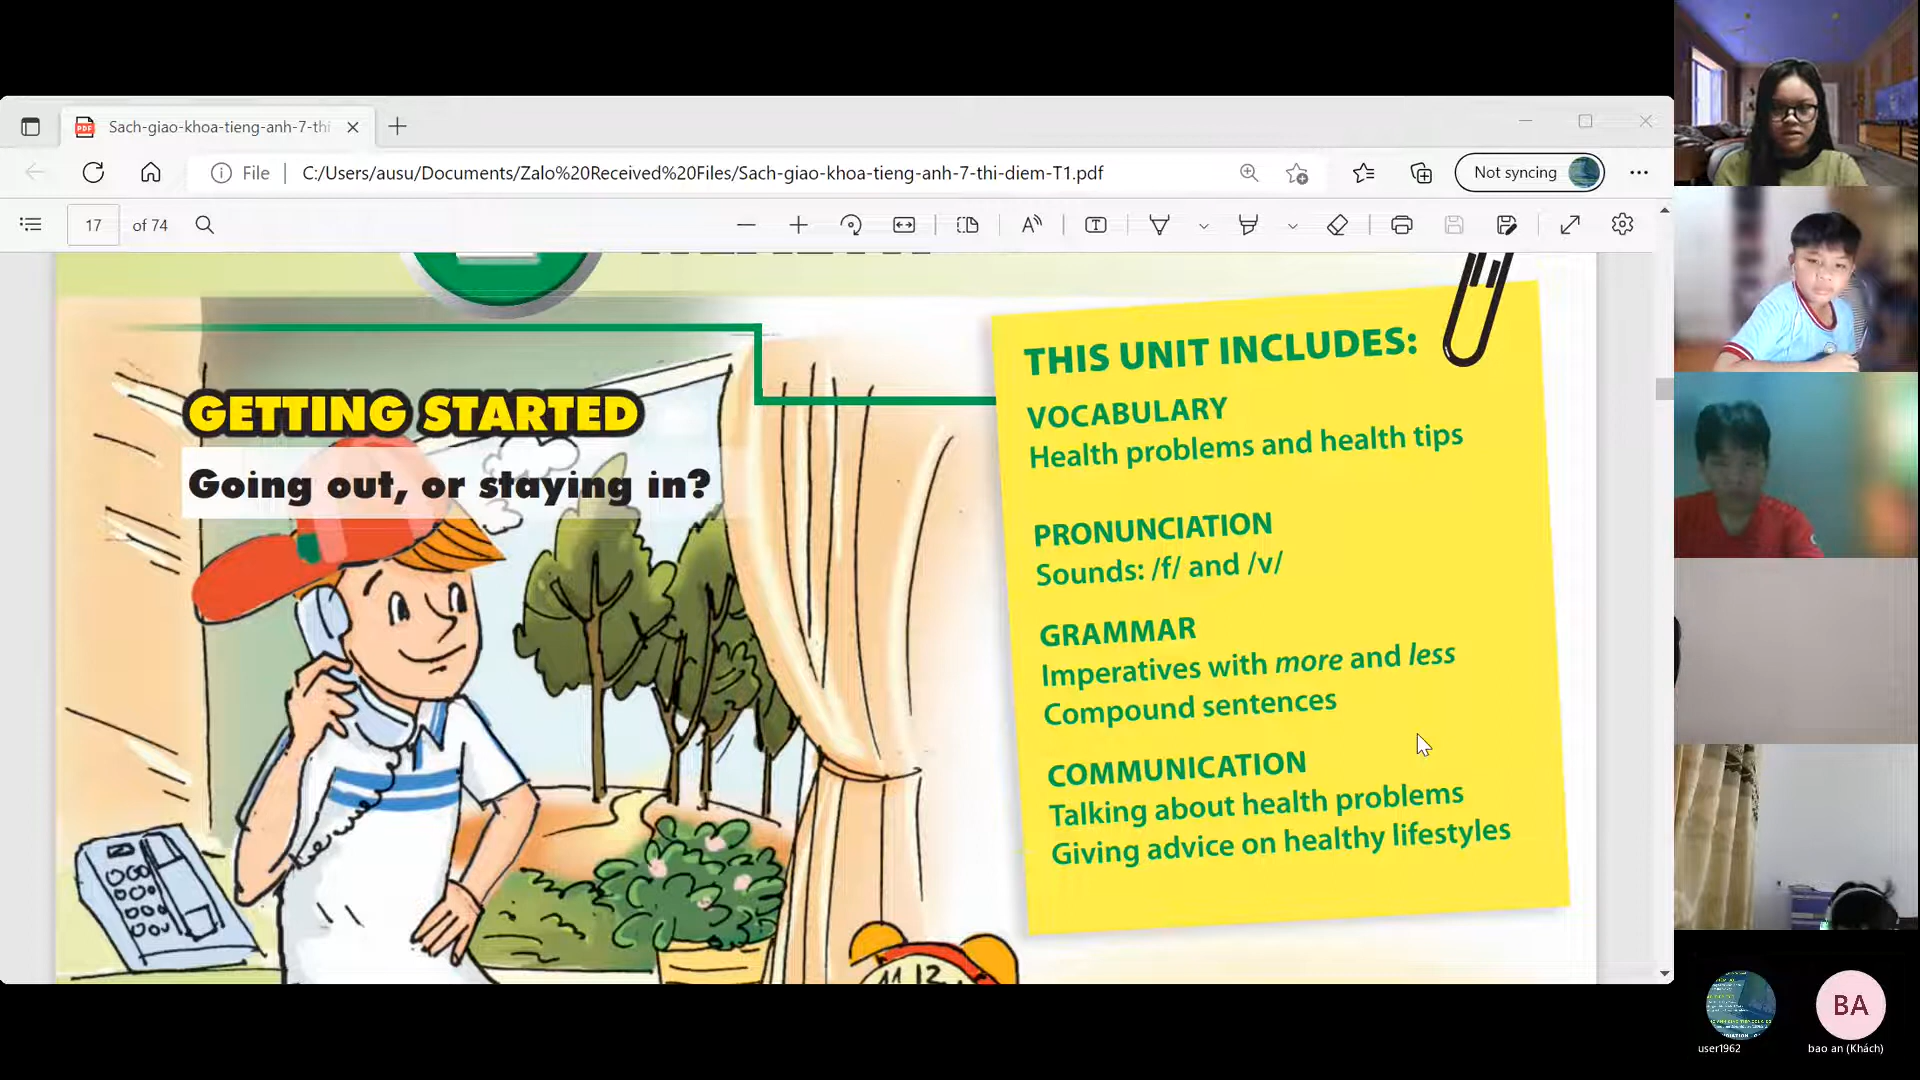 Sach-giao-khoa-tieng-anh-7-thi
File
C:/Users/ausu/Documents/Zalo%20Received%20Files/Sach-giao-khoa-tieng-anh-7-thi-diem-T1.pdf
Not syncing
17 of 74
GETTING STARTED
Going out, or staying in?
THIS UNIT INCLUDES:
VOCABULARY
Health problems and health tips
PRONUNCIATION
Sounds: /f/ and /v/
GRAMMAR
Imperatives with more and less
Compound sentences
COMMUNICATION
Talking about health problems
Giving advice on healthy lifestyles
BA
user1962
bao an (Khách)